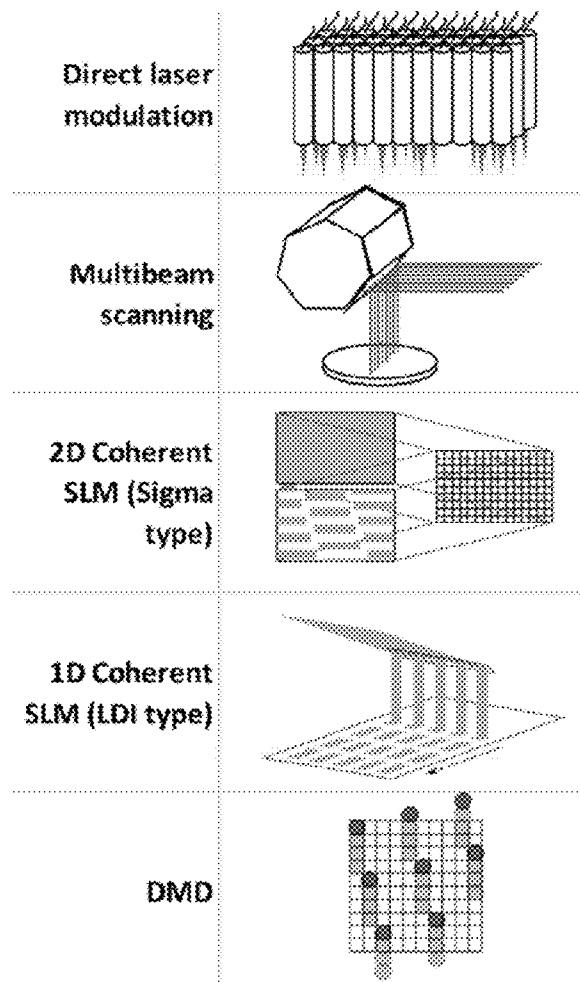 Direct laser
modulation
Multibeam
scanning
2D Coherent
SLM (Sigma
type)
1D Coherent
SLM (LDI type)
DMD